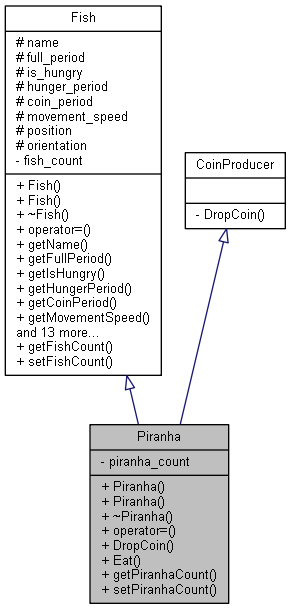 Fish
# name
# full_period
# is_hungry
# hunger_period
# coin_period
# movement_speed
# position
# orientation
- fish_count
+ Fish()
+ Fish()
+ ~Fish()
+ operator=()
+ getName()
+ getFullPeriod()
+ getIsHungry()
+ getHungerPeriod()
+ getCoinPeriod()
+ getMovementSpeed()
and 13 more...
+ getFishCount()
+ setFishCount()
CoinProducer
- DropCoin()
Piranha
- piranha_count
+ Piranha()
+ Piranha()
+ ~Piranha()
+ operator=()
+ DropCoin()
+ Eat()
+ getPiranhaCount()
+ setPiranhaCount()